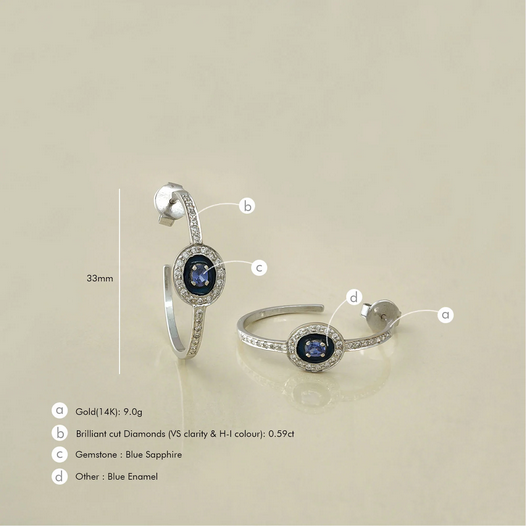 b
c
33mm
d
a
a Gold(14K): 9.0g
b Brilliant cut Diamonds (VS clarity & H-I colour): 0.59ct
c Gemstone : Blue Sapphire
d Other : Blue Enamel